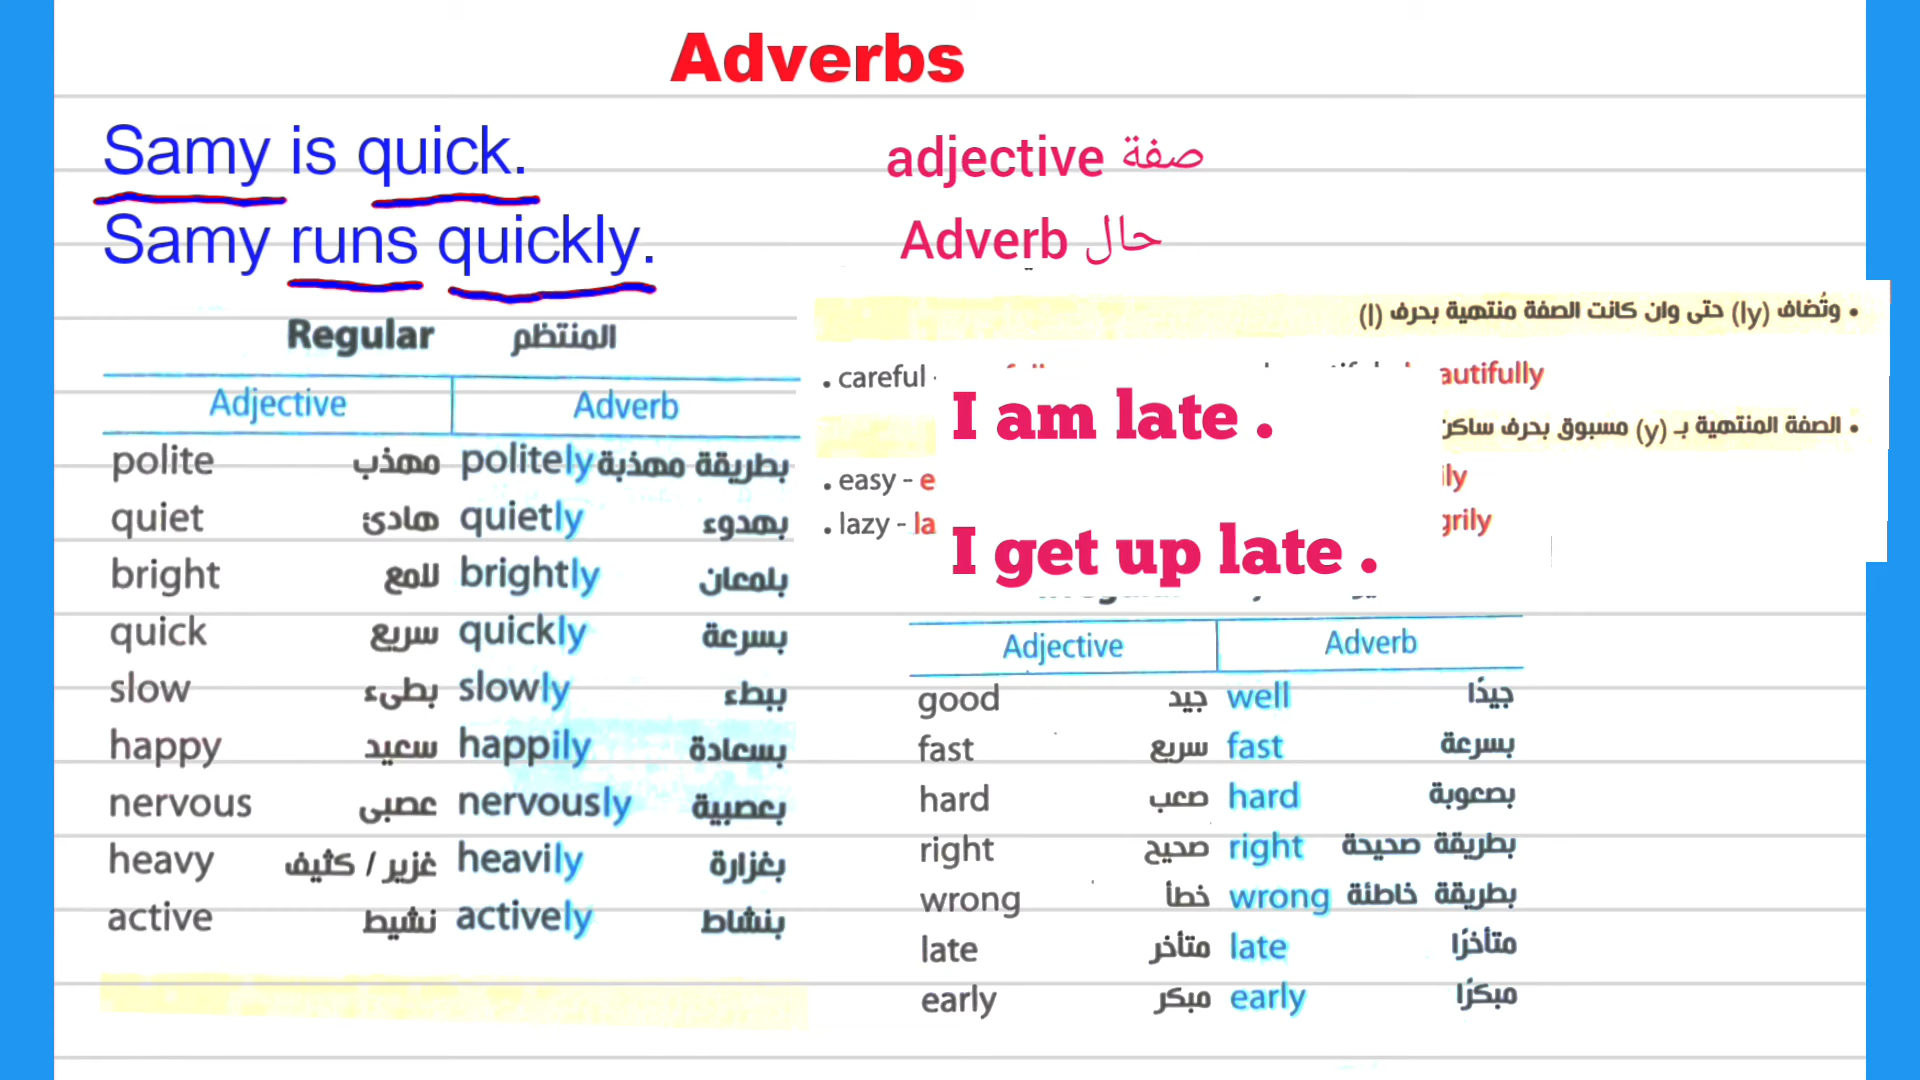 Adverbs
Samy is quick.
adjective صفة
Samy runs quickly.
Adverb حال
Regular المنتظم
Adjective Adverb
polite مهذب politely بطريقة مهذبة
quiet هادئ quietly بهدوء
bright لامع brightly بلمعان
quick سريع quickly بسرعة
slow بطىء slowly ببطء
happy سعيد happily بسعادة
nervous عصبى nervously بعصبية
heavy غزير / كثيف heavily بغزارة
active نشيط actively بنشاط
• وتُضاف (ly) حتى وان كانت الصفة منتهية بحرف (l)
. careful - autifully
• الصفة المنتهية بـ (y) مسبوق بحرف ساكن
. easy - e ily
. lazy - la grily
I am late .
I get up late .
Adjective Adverb
good جيد well جيدًا
fast سريع fast بسرعة
hard صعب hard بصعوبة
right صحيح right بطريقة صحيحة
wrong خطأ wrong بطريقة خاطئة
late متأخر late متأخرًا
early مبكر early مبكرًا